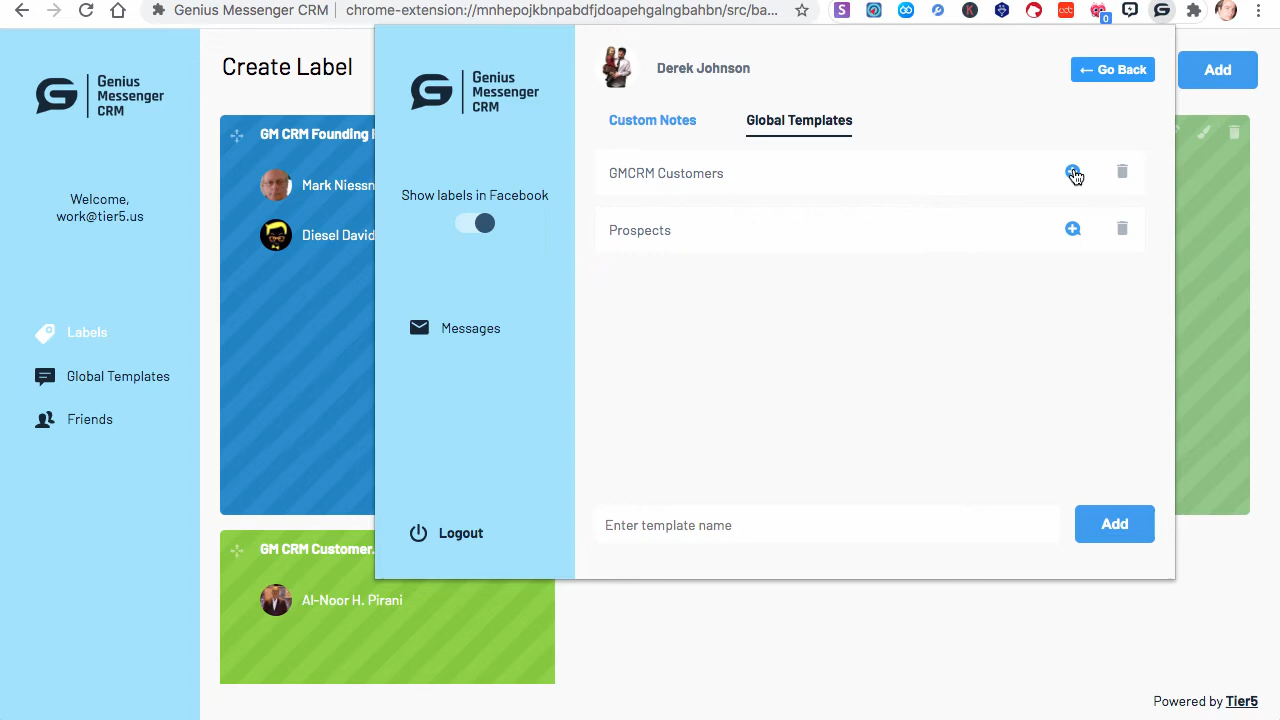 Genius Messenger CRM
chrome-extension://mnhepojkbnpabdfjdoapehgalngbahbn/src/ba...
S
K
0
Genius
Messenger
CRM
Welcome,
work@tier5.us
Labels
Global Templates
Friends
Create Label
Add
GM CRM Founding
Mark Niessn
Diesel David
GM CRM Customer.
Al-Noor H. Pirani
Genius
Messenger
CRM
Show labels in Facebook
Messages
Logout
Derek Johnson
← Go Back
Custom Notes
Global Templates
GMCRM Customers
Prospects
Enter template name
Add
Powered by Tier5